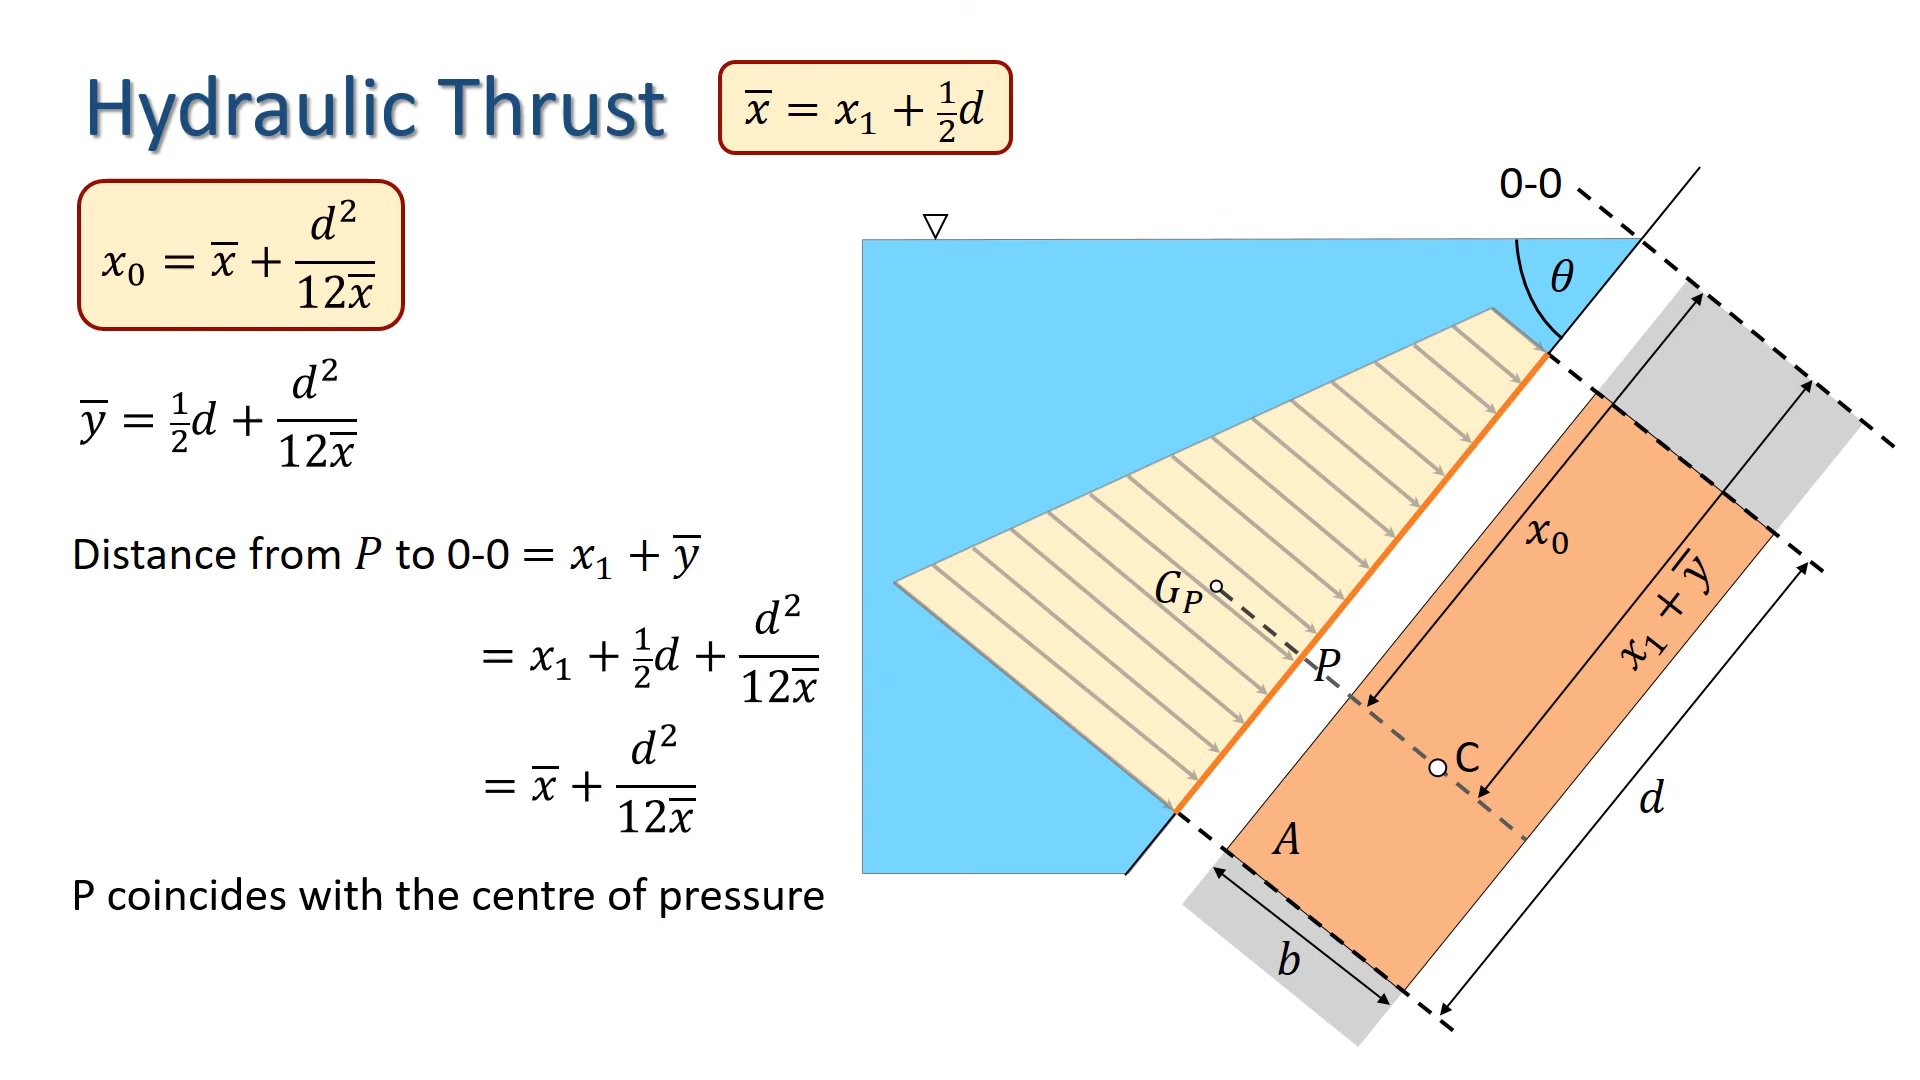 Hydraulic Thrust
x̅ = x₁ + ½d
x₀ = x̅ + d²/12x̅
y̅ = ½d + d²/12x̅
Distance from P to 0-0 = x₁ + y̅
= x₁ + ½d + d²/12x̅
= x̅ + d²/12x̅
P coincides with the centre of pressure
0-0
θ
x₀
x₁ + y̅
G_P
P
C
d
A
b